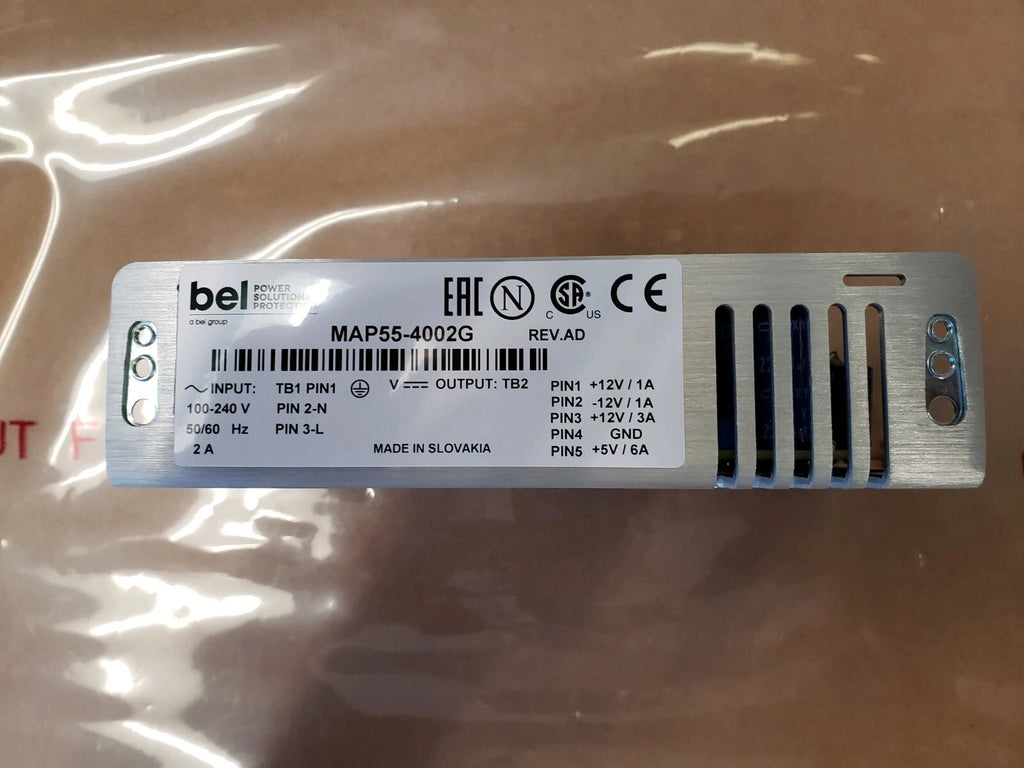 bel POWER
SOLUTIONS
PROTECTION
a bel group
EAC N SA® C US CE
MAP55-4002G REV.AD
INPUT: TB1 PIN1 V OUTPUT: TB2
100-240 V PIN 2-N
50/60 Hz PIN 3-L
2 A
MADE IN SLOVAKIA
PIN1 +12V / 1A
PIN2 -12V / 1A
PIN3 +12V / 3A
PIN4 GND
PIN5 +5V / 6A
UT